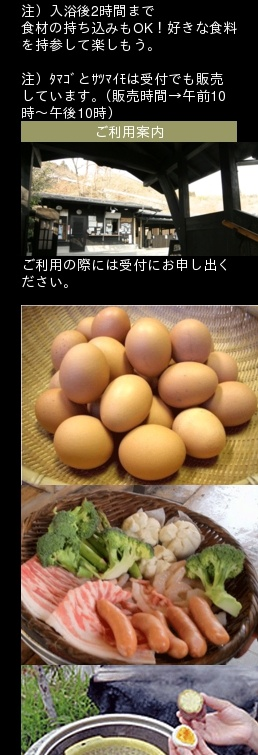 注）入浴後2時間まで
食材の持ち込みもOK！好きな食料
を持参して楽しもう。
注）ﾀﾏｺﾞとｻﾂﾏｲﾓは受付でも販売
しています。（販売時間→午前10
時～午後10時）
ご利用案内
ご利用の際には受付にお申し出く
ださい。